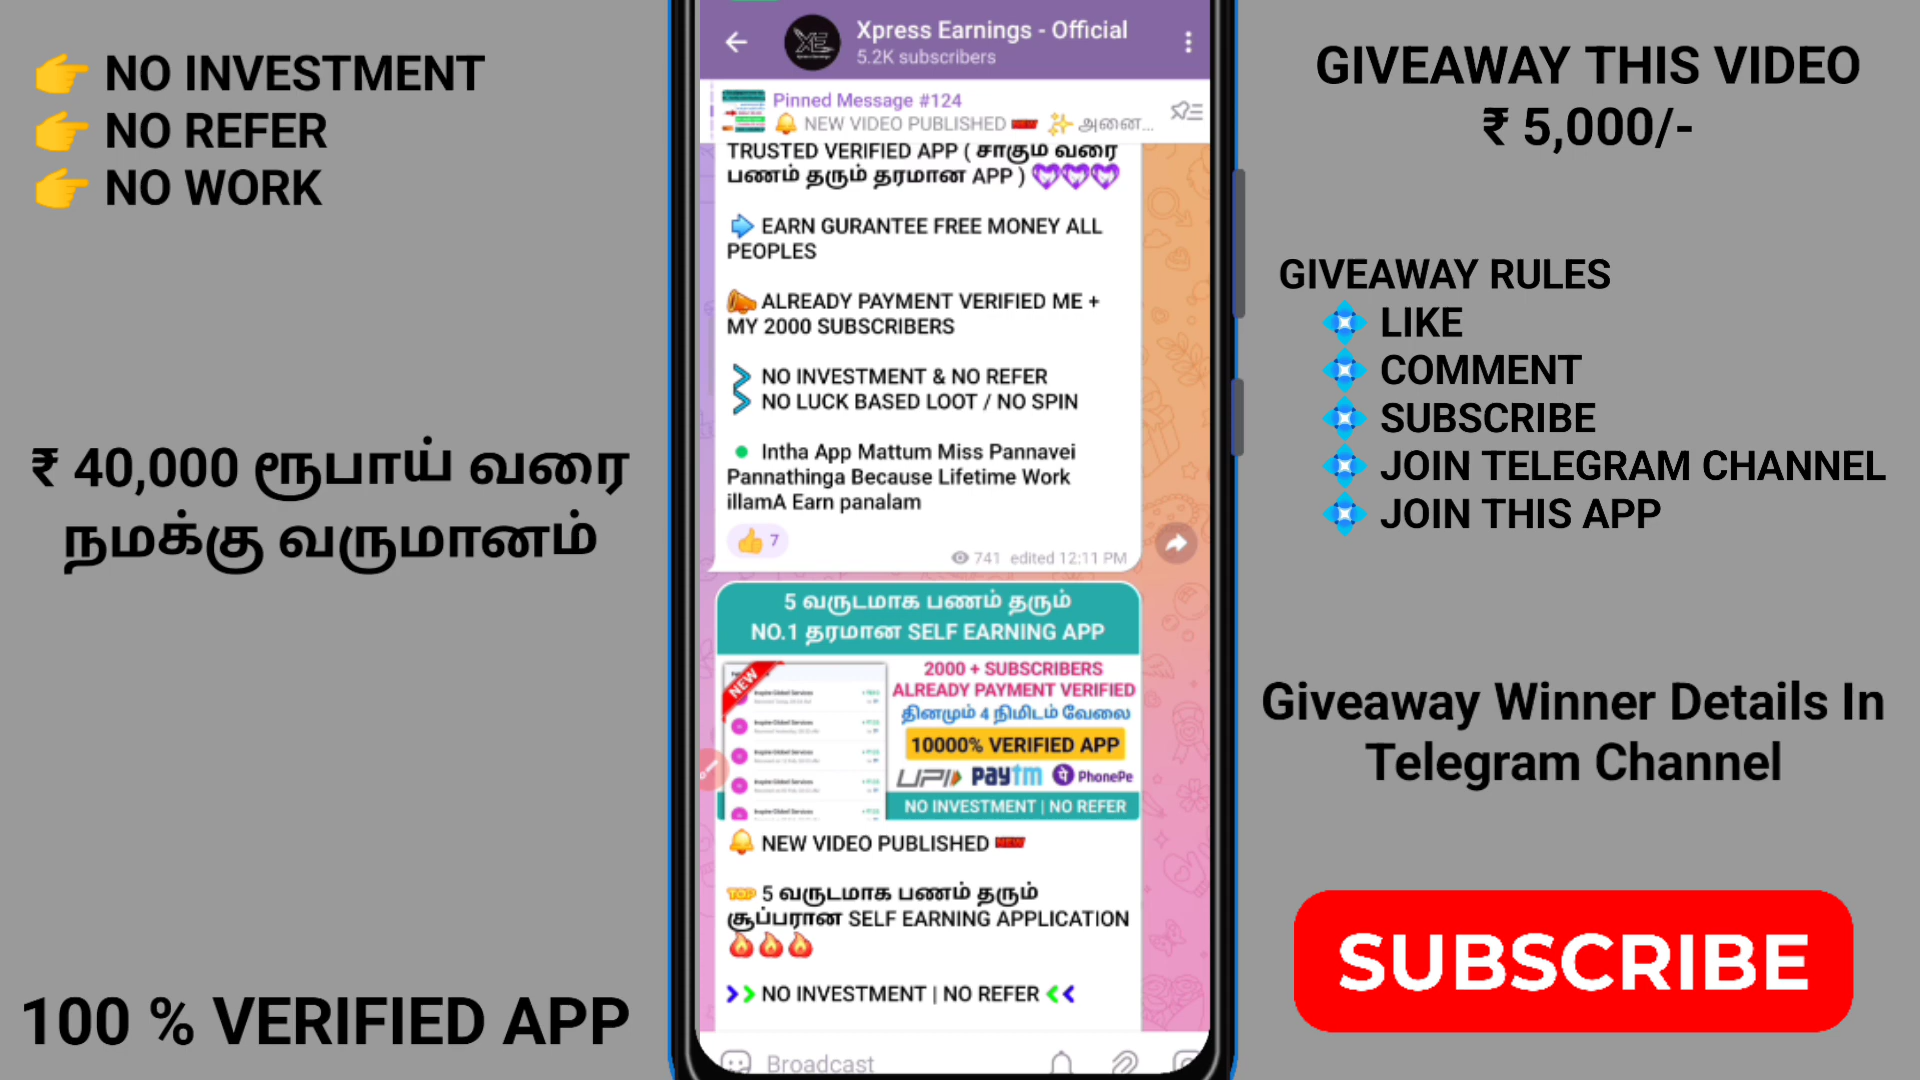 NO INVESTMENT
NO REFER
NO WORK
₹ 40,000 ரூபாய் வரை
நமக்கு வருமானம்
100 % VERIFIED APP
Xpress Earnings - Official
5.2K subscribers
Pinned Message #124
NEW VIDEO PUBLISHED அனை...
TRUSTED VERIFIED APP ( சாகும் வரை
பணம் தரும் தரமான APP )
EARN GURANTEE FREE MONEY ALL
PEOPLES
ALREADY PAYMENT VERIFIED ME +
MY 2000 SUBSCRIBERS
NO INVESTMENT & NO REFER
NO LUCK BASED LOOT / NO SPIN
Intha App Mattum Miss Pannavei
Pannathinga Because Lifetime Work
illamA Earn panalam
7
741 edited 12:11 PM
5 வருடமாக பணம் தரும்
NO.1 தரமான SELF EARNING APP
NEW
2000 + SUBSCRIBERS
ALREADY PAYMENT VERIFIED
தினமும் 4 நிமிடம் வேலை
10000% VERIFIED APP
UPI paytm PhonePe
NO INVESTMENT | NO REFER
NEW VIDEO PUBLISHED NEW
TOP 5 வருடமாக பணம் தரும்
சூப்பரான SELF EARNING APPLICATION
NO INVESTMENT | NO REFER
Broadcast
GIVEAWAY THIS VIDEO
₹ 5,000/-
GIVEAWAY RULES
LIKE
COMMENT
SUBSCRIBE
JOIN TELEGRAM CHANNEL
JOIN THIS APP
Giveaway Winner Details In
Telegram Channel
SUBSCRIBE